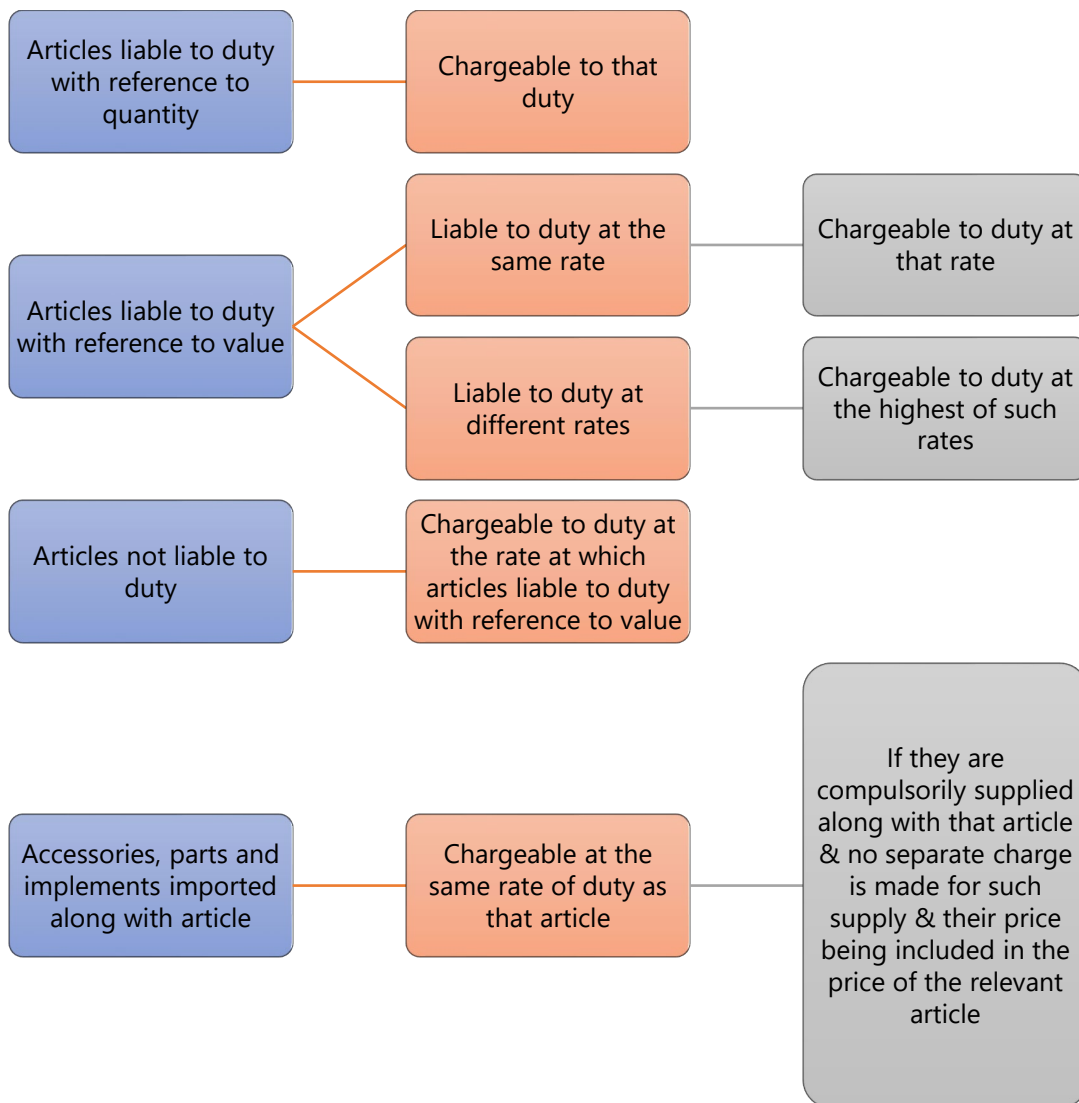 Articles liable to duty
with reference to
quantity
Chargeable to that
duty
Articles liable to duty
with reference to value
Liable to duty at the
same rate
Chargeable to duty at
that rate
Liable to duty at
different rates
Chargeable to duty at
the highest of such
rates
Articles not liable to
duty
Chargeable to duty at
the rate at which
articles liable to duty
with reference to value
Accessories, parts and
implements imported
along with article
Chargeable at the
same rate of duty as
that article
If they are
compulsorily supplied
along with that article
& no separate charge
is made for such
supply & their price
being included in the
price of the relevant
article